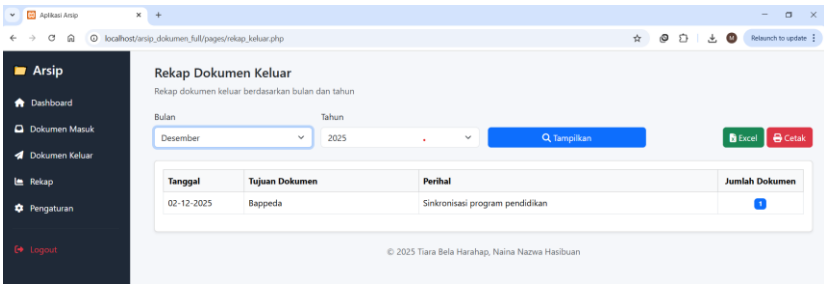 Aplikasi Arsip
localhost/arsip_dokumen_full/pages/rekap_keluar.php
Relaunch to update
Arsip
Dashboard
Dokumen Masuk
Dokumen Keluar
Rekap
Pengaturan
Logout
Rekap Dokumen Keluar
Rekap dokumen keluar berdasarkan bulan dan tahun
Bulan Tahun
Desember 2025 Tampilkan Excel Cetak
Tanggal Tujuan Dokumen Perihal Jumlah Dokumen
02-12-2025 Bappeda Sinkronisasi program pendidikan 1
© 2025 Tiara Bela Harahap, Naina Nazwa Hasibuan